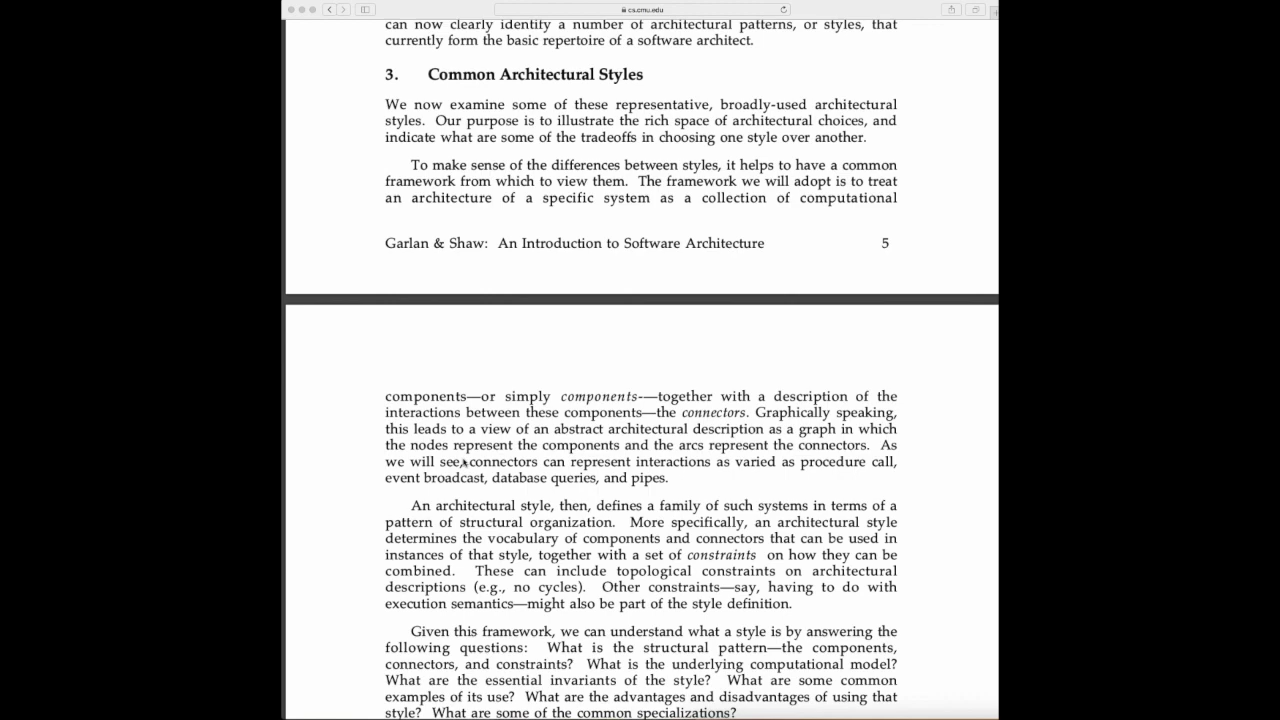 cs.cmu.edu
can now clearly identify a number of architectural patterns, or styles, that
currently form the basic repertoire of a software architect.
3. Common Architectural Styles
We now examine some of these representative, broadly-used architectural
styles. Our purpose is to illustrate the rich space of architectural choices, and
indicate what are some of the tradeoffs in choosing one style over another.
To make sense of the differences between styles, it helps to have a common
framework from which to view them. The framework we will adopt is to treat
an architecture of a specific system as a collection of computational
Garlan & Shaw: An Introduction to Software Architecture 5
components—or simply components-—together with a description of the
interactions between these components—the connectors. Graphically speaking,
this leads to a view of an abstract architectural description as a graph in which
the nodes represent the components and the arcs represent the connectors. As
we will see, connectors can represent interactions as varied as procedure call,
event broadcast, database queries, and pipes.
An architectural style, then, defines a family of such systems in terms of a
pattern of structural organization. More specifically, an architectural style
determines the vocabulary of components and connectors that can be used in
instances of that style, together with a set of constraints on how they can be
combined. These can include topological constraints on architectural
descriptions (e.g., no cycles). Other constraints—say, having to do with
execution semantics—might also be part of the style definition.
Given this framework, we can understand what a style is by answering the
following questions: What is the structural pattern—the components,
connectors, and constraints? What is the underlying computational model?
What are the essential invariants of the style? What are some common
examples of its use? What are the advantages and disadvantages of using that
style? What are some of the common specializations?